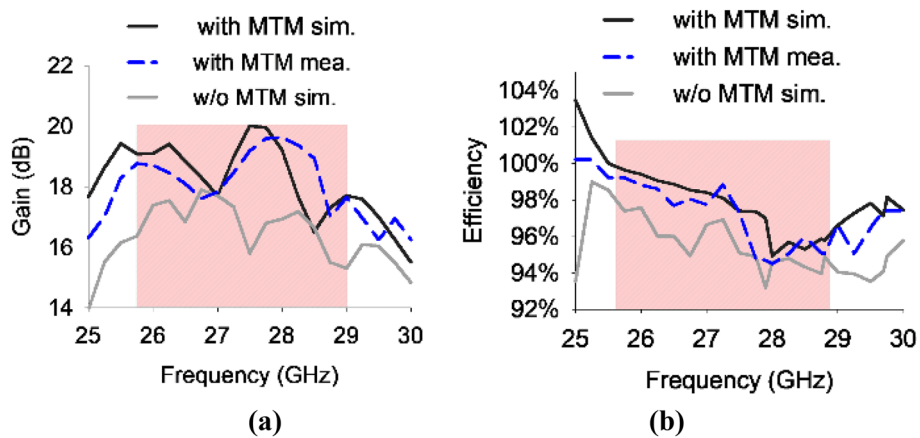 with MTM sim.
with MTM mea.
w/o MTM sim.
22
20
18
16
14
Gain (dB)
25 26 27 28 29 30
Frequency (GHz)
(a)
with MTM sim.
with MTM mea.
w/o MTM sim.
104%
102%
100%
98%
96%
94%
92%
Efficiency
25 26 27 28 29 30
Frequency (GHz)
(b)